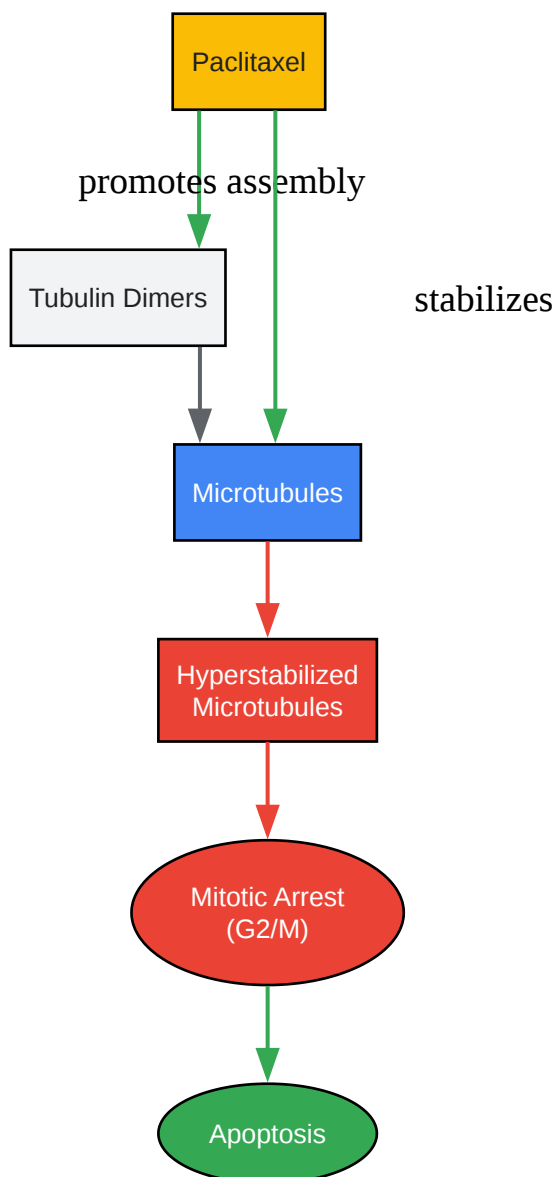 Paclitaxel
promotes assembly
Tubulin Dimers
stabilizes
Microtubules
Hyperstabilized
Microtubules
Mitotic Arrest
(G2/M)
Apoptosis